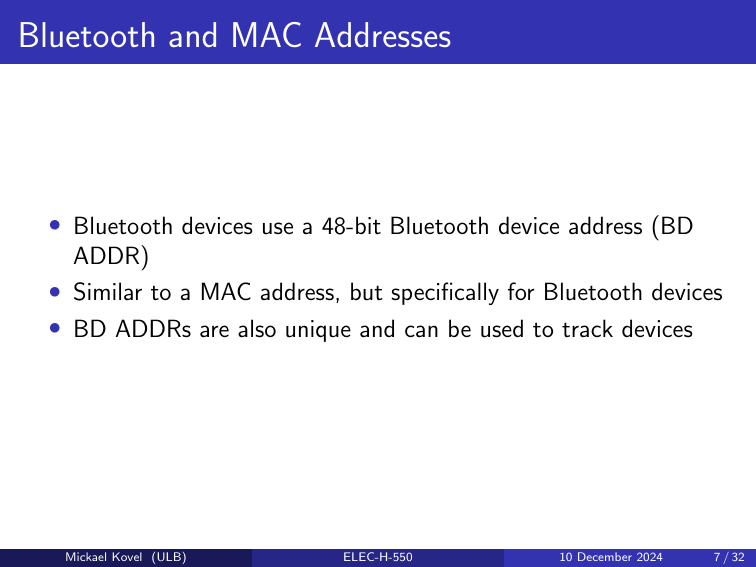 Bluetooth and MAC Addresses
• Bluetooth devices use a 48-bit Bluetooth device address (BD
ADDR)
• Similar to a MAC address, but specifically for Bluetooth devices
• BD ADDRs are also unique and can be used to track devices
Mickael Kovel (ULB) ELEC-H-550 10 December 2024 7 / 32